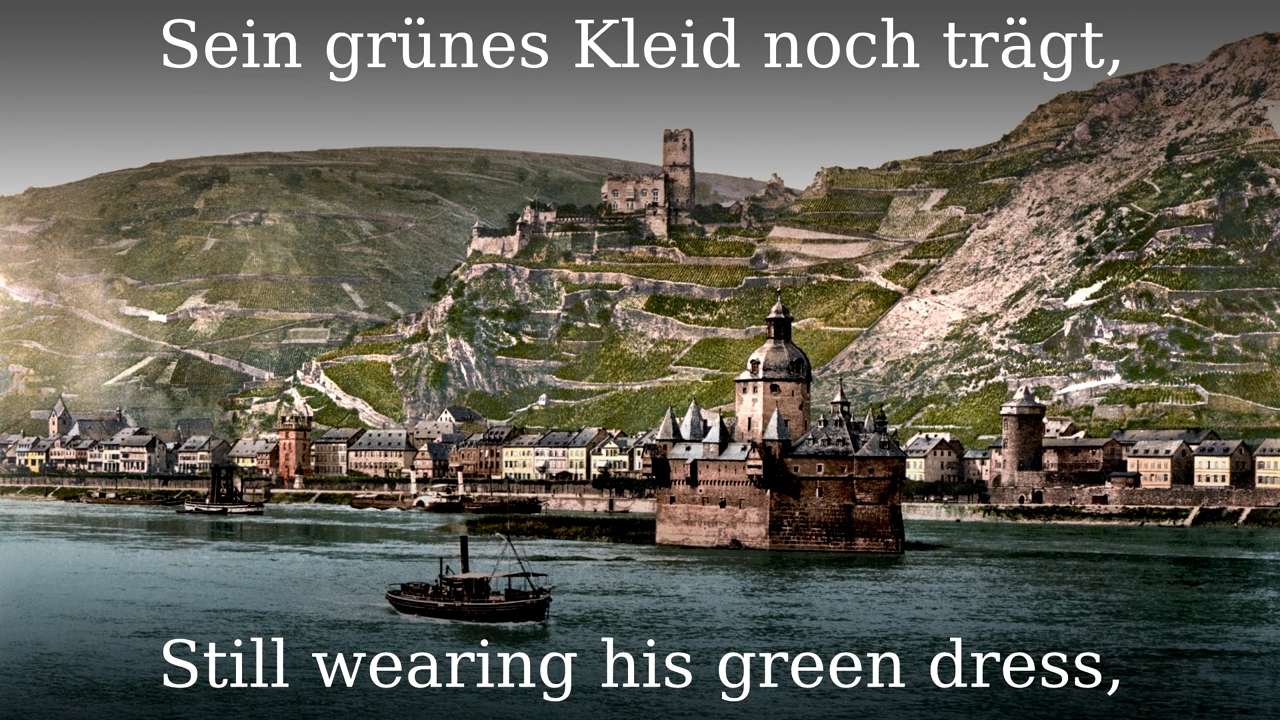 Sein grünes Kleid noch trägt,
Still wearing his green dress,